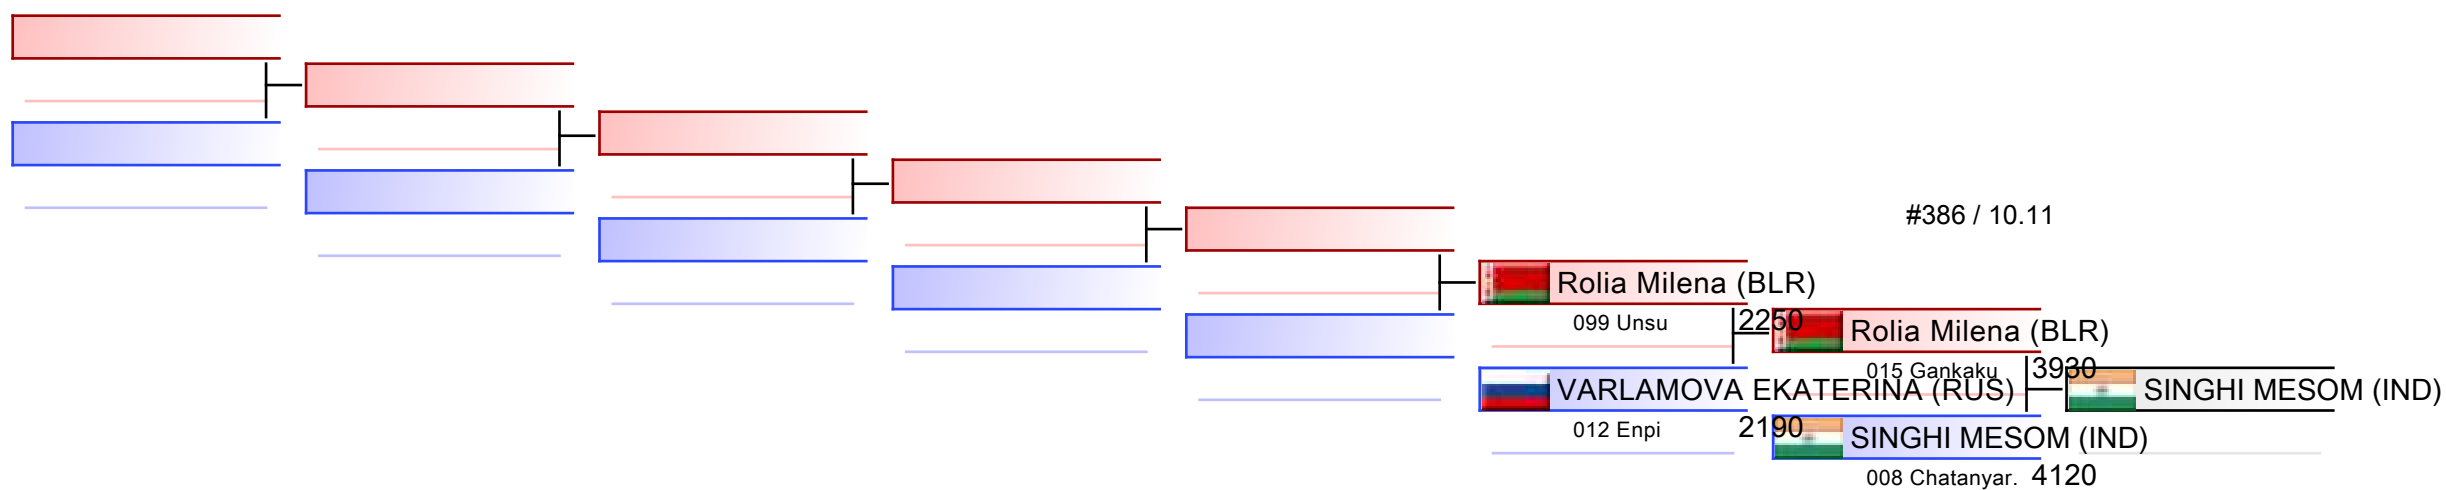 #386 / 10.11
Rolia Milena (BLR)
099 Unsu 2250
Rolia Milena (BLR)
015 Gankaku 3930
VARLAMOVA EKATERINA (RUS)
SINGHI MESOM (IND)
012 Enpi 2190
SINGHI MESOM (IND)
008 Chatanyar. 4120